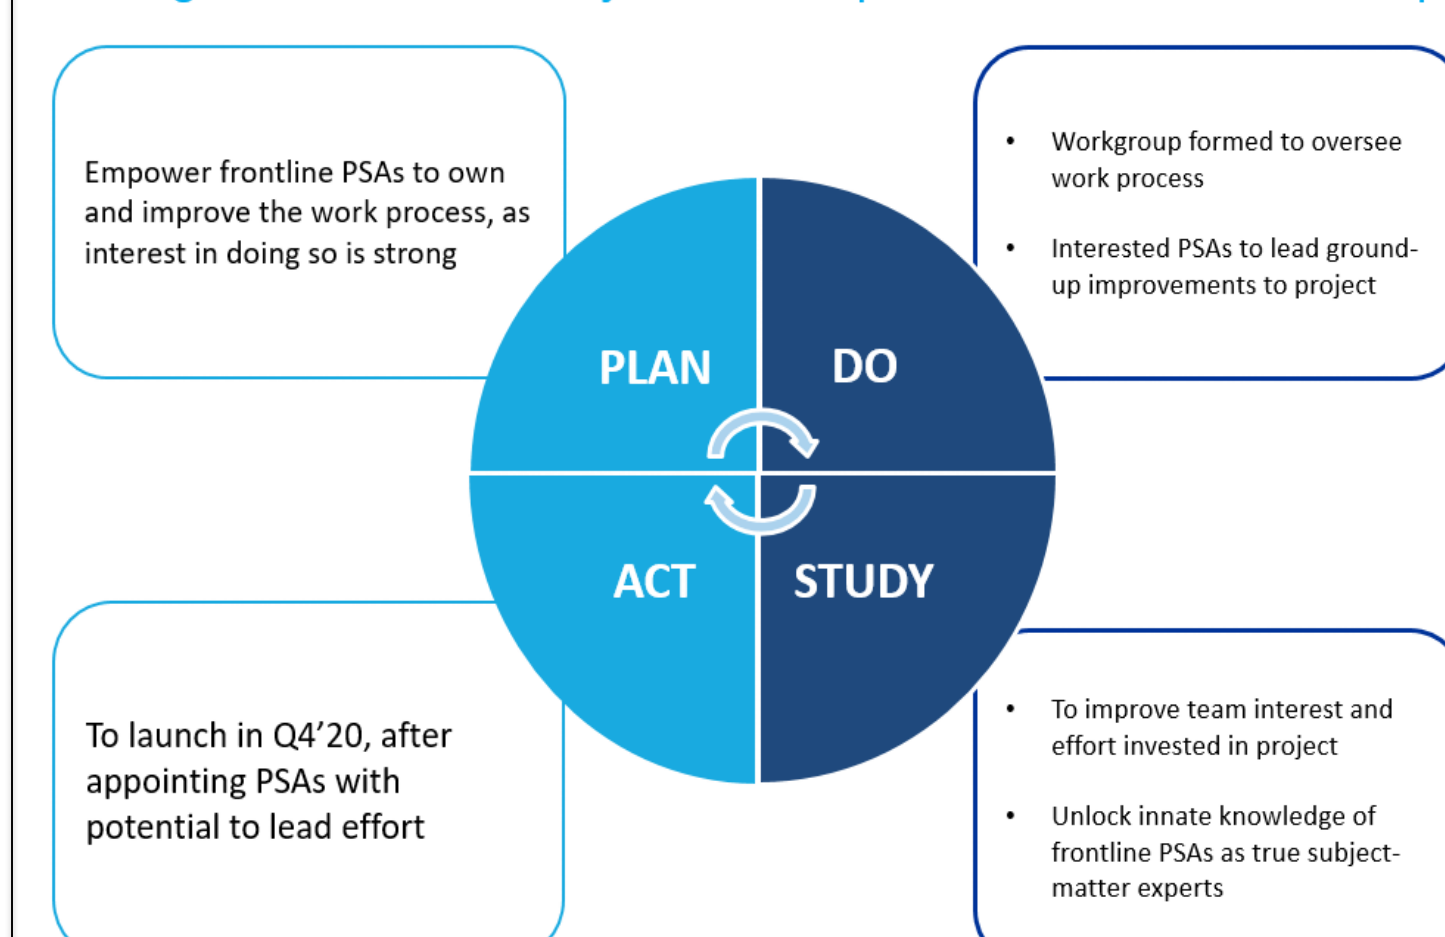 Empower frontline PSAs to own
and improve the work process, as
interest in doing so is strong
• Workgroup formed to oversee
work process
• Interested PSAs to lead ground-
up improvements to project
PLAN
DO
ACT
STUDY
To launch in Q4’20, after
appointing PSAs with
potential to lead effort
• To improve team interest and
effort invested in project
• Unlock innate knowledge of
frontline PSAs as true subject-
matter experts